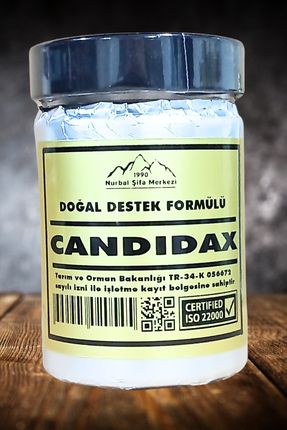 1990
Nurbal Şifa Merkezi
DOĞAL DESTEK FORMÜLÜ
CANDIDAX
Tarım ve Orman Bakanlığı TR-34-K 056672
sayılı izni ile işletme kayıt belgesine sahiptir
CERTIFIED
ISO 22000